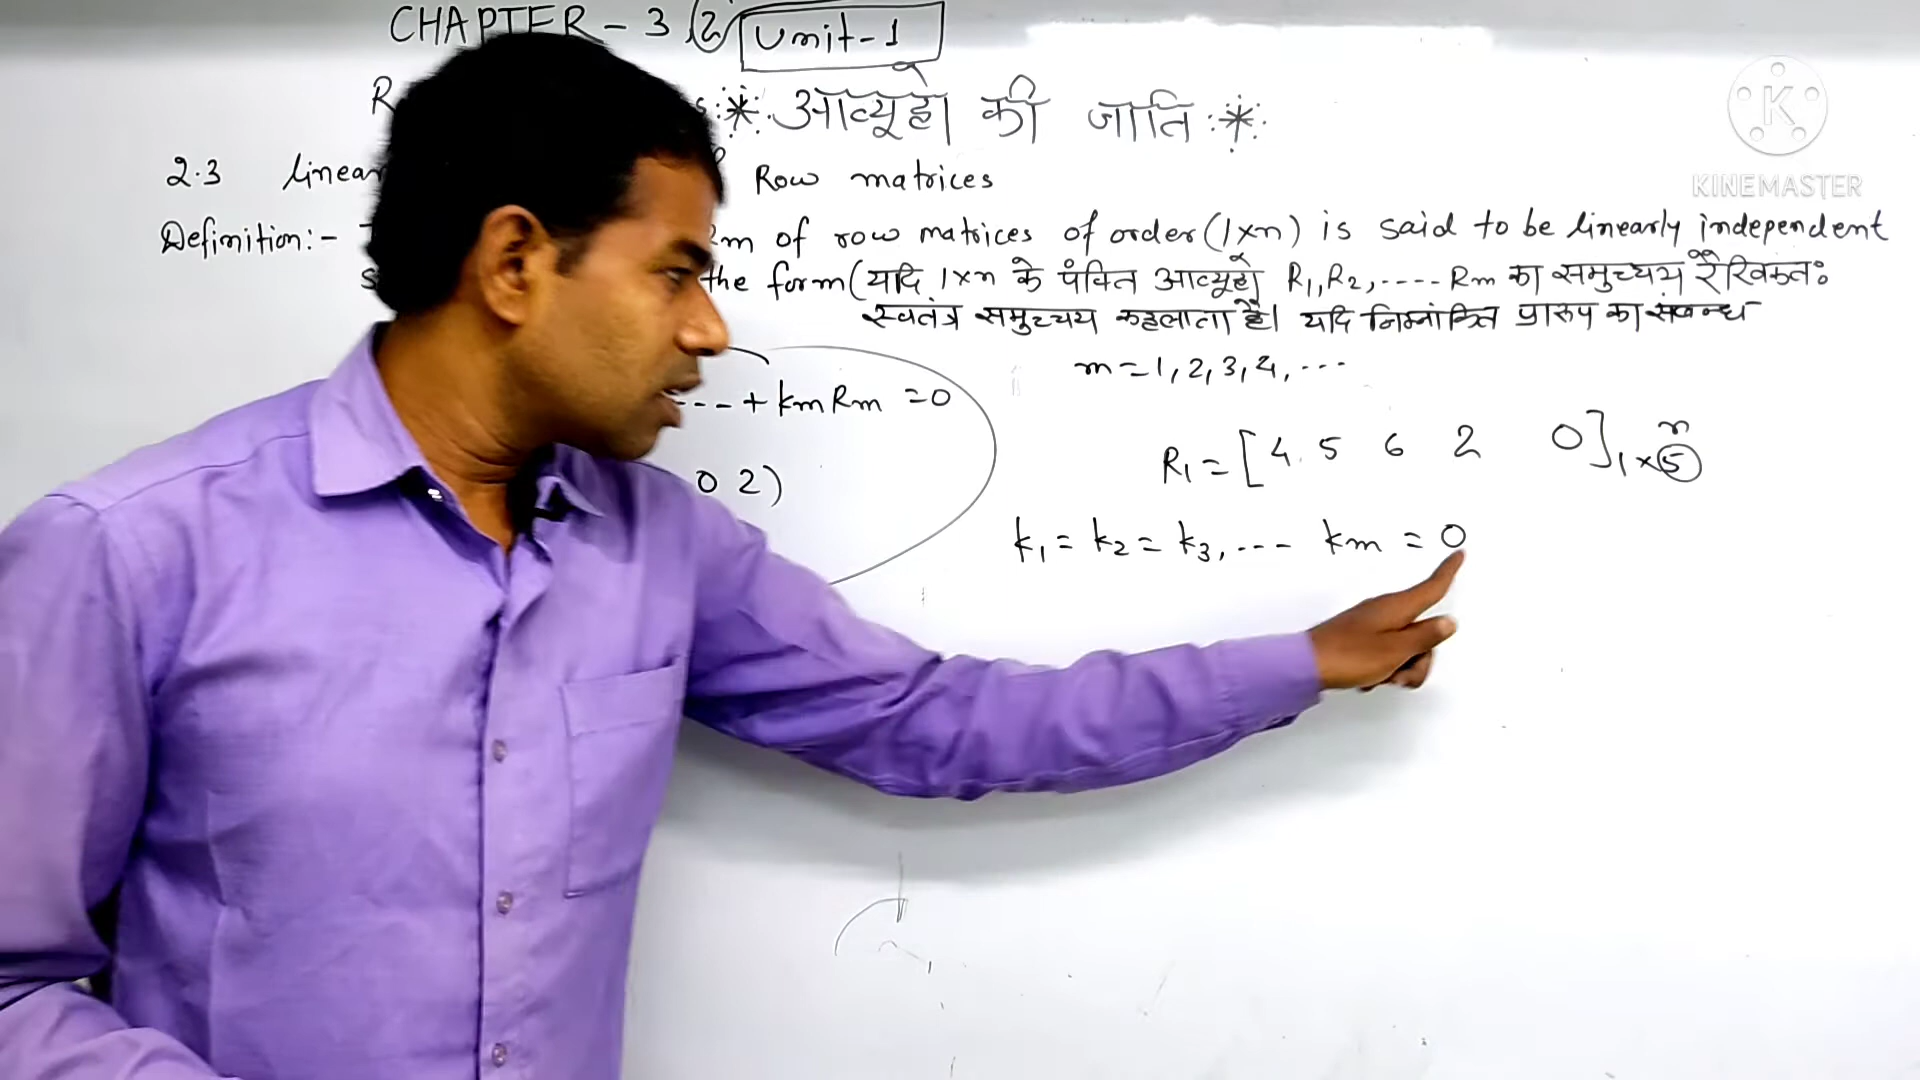 CHAPTER - 3 (2) Unit-1
* आव्यूहों की जाति *
K
KINEMASTER
2.3 linear Row matrices
Definition:- Rm of row matrices of order (1×n) is said to be linearly independent
the form (यदि 1×n के पंक्ति आव्यूहों R₁, R₂, ---- Rm का समुच्चय रैखिकतः
स्वतंत्र समुच्चय कहलाता है। यदि निम्नांकित प्रारूप का संबन्ध
m = 1, 2, 3, 4, ...
--- + kmRm = 0
R₁ = [4 5 6 2 0]₁×₅ n
0 2)
k₁ = k₂ = k₃, --- km = 0